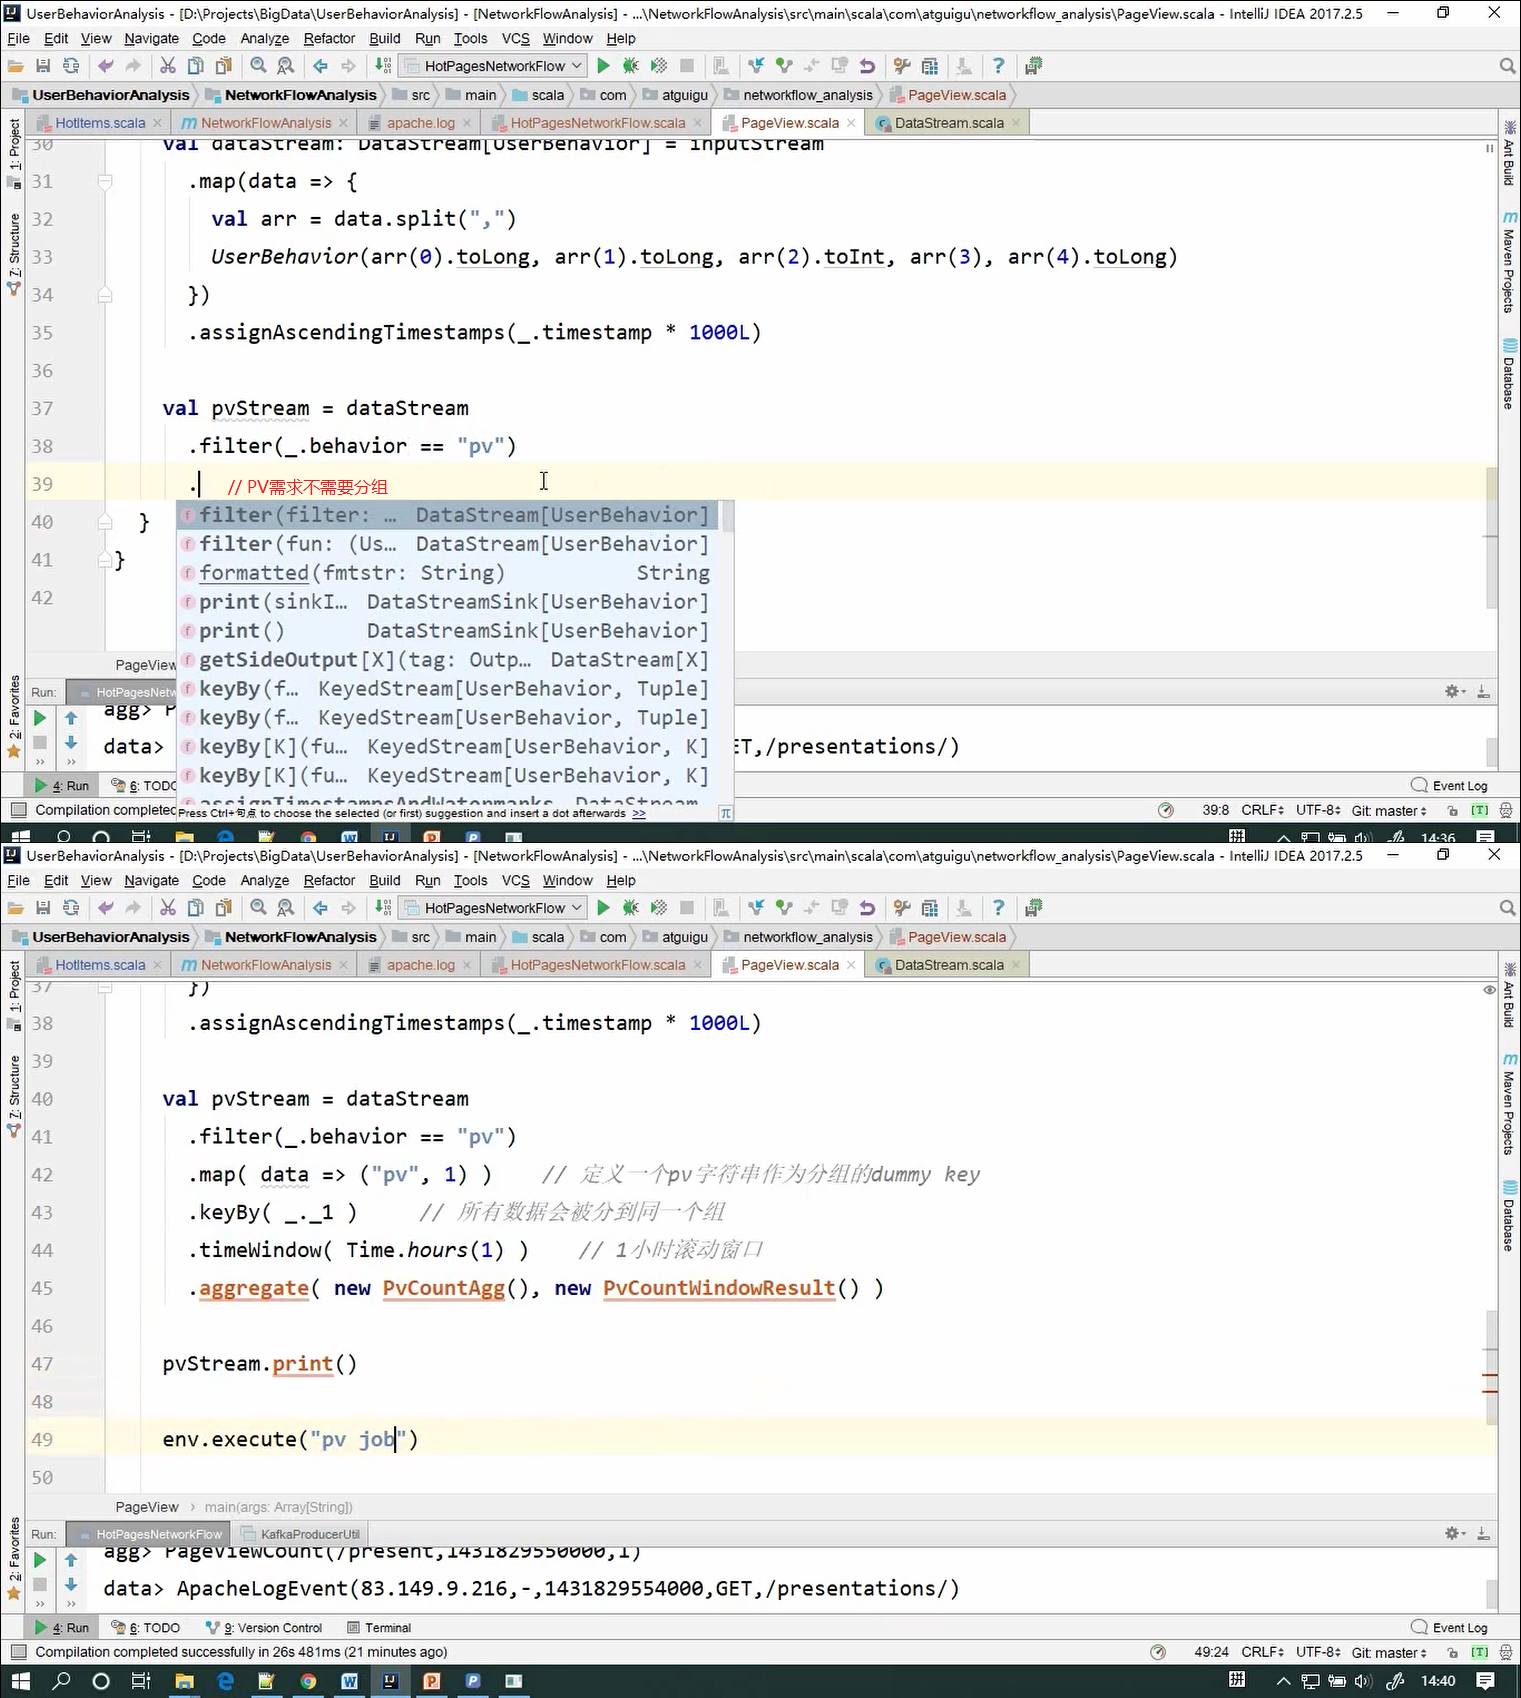 UserBehaviorAnalysis - [D:\Projects\BigData\UserBehaviorAnalysis] - [NetworkFlowAnalysis] - ...\NetworkFlowAnalysis\src\main\scala\com\atguigu\networkflow_analysis\PageView.scala - IntelliJ IDEA 2017.2.5
File Edit View Navigate Code Analyze Refactor Build Run Tools VCS Window Help
HotPagesNetworkFlow
UserBehaviorAnalysis NetworkFlowAnalysis src main scala com atguigu networkflow_analysis PageView.scala
HotItems.scala NetworkFlowAnalysis apache.log HotPagesNetworkFlow.scala PageView.scala DataStream.scala
1: Project
7: Structure
2: Favorites
Ant Build
Maven Projects
Database
30 val dataStream: DataStream[UserBehavior] = inputStream
31 .map(data => {
32 val arr = data.split(",")
33 UserBehavior(arr(0).toLong, arr(1).toLong, arr(2).toInt, arr(3), arr(4).toLong)
34 })
35 .assignAscendingTimestamps(_.timestamp * 1000L)
36
37 val pvStream = dataStream
38 .filter(_.behavior == "pv")
39 . // PV需求不需要分组
40 }
41 }
42
filter(filter: … DataStream[UserBehavior]
filter(fun: (Us… DataStream[UserBehavior]
formatted(fmtstr: String) String
print(sinkI… DataStreamSink[UserBehavior]
print() DataStreamSink[UserBehavior]
getSideOutput[X](tag: Outp… DataStream[X]
keyBy(f… KeyedStream[UserBehavior, Tuple]
keyBy(f… KeyedStream[UserBehavior, Tuple]
keyBy[K](fu… KeyedStream[UserBehavior, K]
keyBy[K](fu… KeyedStream[UserBehavior, K]
assignTimestampsAndWatermarks DataStream
Press Ctrl+句点 to choose the selected (or first) suggestion and insert a dot afterwards >>
PageView
Run: HotPagesNetw
agg> P
data> ET,/presentations/)
4: Run 6: TODO Event Log
Compilation completed 39:8 CRLF UTF-8 Git: master
14:36
UserBehaviorAnalysis - [D:\Projects\BigData\UserBehaviorAnalysis] - [NetworkFlowAnalysis] - ...\NetworkFlowAnalysis\src\main\scala\com\atguigu\networkflow_analysis\PageView.scala - IntelliJ IDEA 2017.2.5
File Edit View Navigate Code Analyze Refactor Build Run Tools VCS Window Help
HotPagesNetworkFlow
UserBehaviorAnalysis NetworkFlowAnalysis src main scala com atguigu networkflow_analysis PageView.scala
HotItems.scala NetworkFlowAnalysis apache.log HotPagesNetworkFlow.scala PageView.scala DataStream.scala
1: Project
7: Structure
2: Favorites
Ant Build
Maven Projects
Database
37 })
38 .assignAscendingTimestamps(_.timestamp * 1000L)
39
40 val pvStream = dataStream
41 .filter(_.behavior == "pv")
42 .map( data => ("pv", 1) ) // 定义一个pv字符串作为分组的dummy key
43 .keyBy( _._1 ) // 所有数据会被分到同一个组
44 .timeWindow( Time.hours(1) ) // 1小时滚动窗口
45 .aggregate( new PvCountAgg(), new PvCountWindowResult() )
46
47 pvStream.print()
48
49 env.execute("pv job")
50
PageView main(args: Array[String])
Run: HotPagesNetworkFlow KafkaProducerUtil
agg> PageViewCount(/present,1431829550000,1)
data> ApacheLogEvent(83.149.9.216,-,1431829554000,GET,/presentations/)
4: Run 6: TODO 9: Version Control Terminal Event Log
Compilation completed successfully in 26s 481ms (21 minutes ago) 49:24 CRLF UTF-8 Git: master
14:40